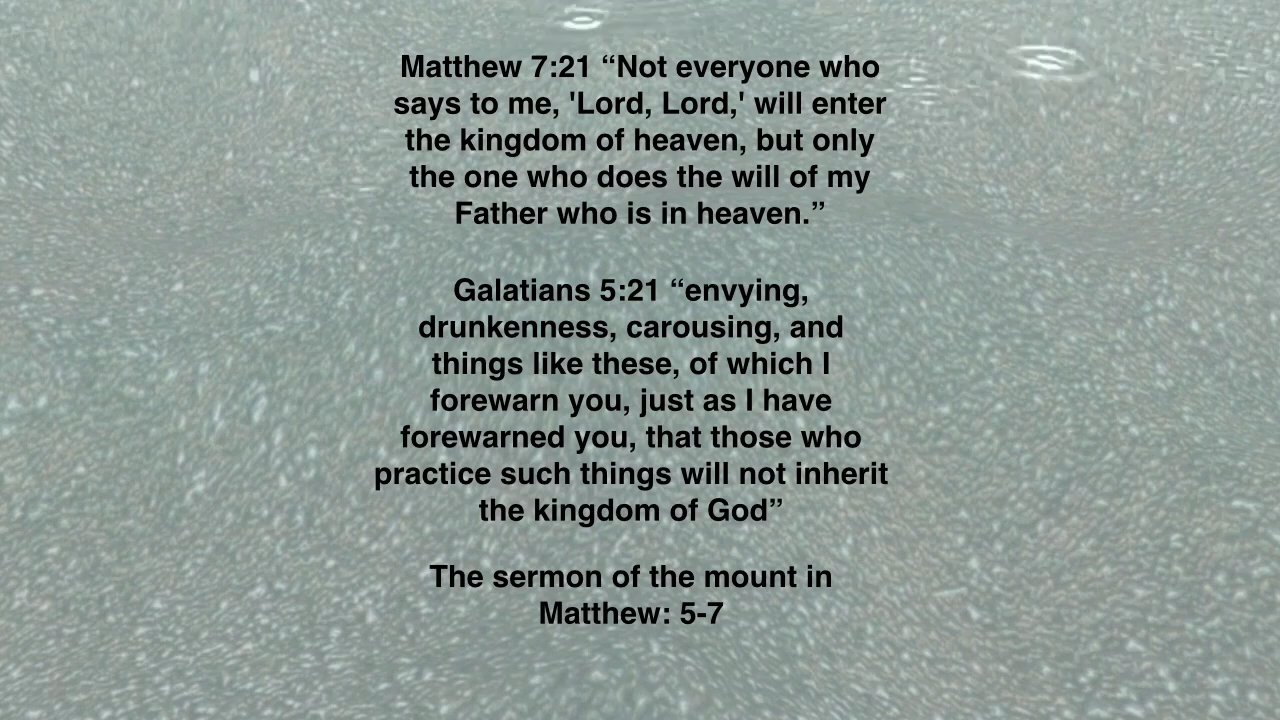 Matthew 7:21 “Not everyone who
says to me, 'Lord, Lord,' will enter
the kingdom of heaven, but only
the one who does the will of my
Father who is in heaven.”
Galatians 5:21 “envying,
drunkenness, carousing, and
things like these, of which I
forewarn you, just as I have
forewarned you, that those who
practice such things will not inherit
the kingdom of God”
The sermon of the mount in
Matthew: 5-7